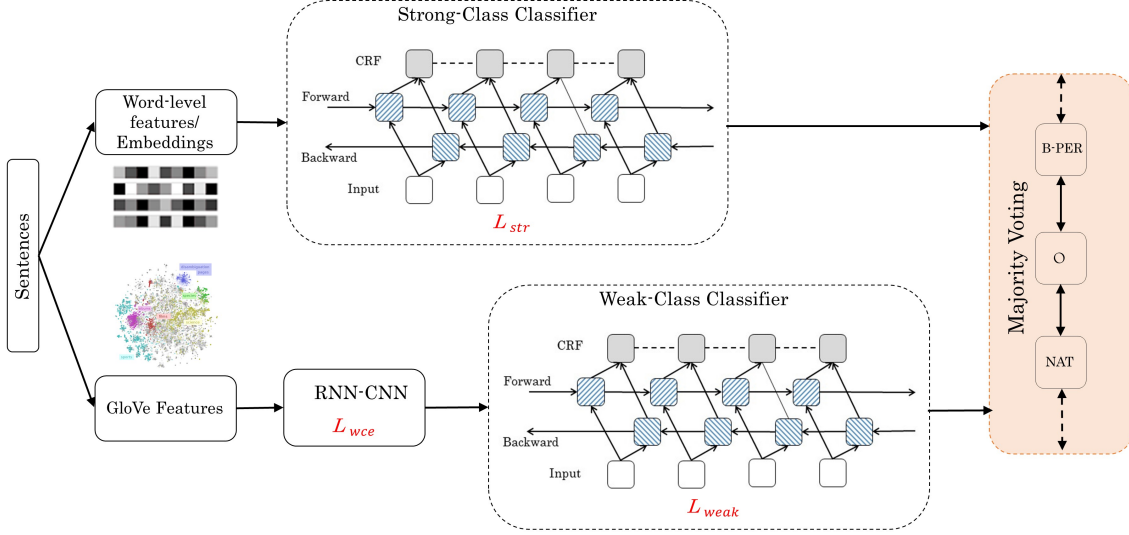 Strong-Class Classifier
CRF
Forward
Backward
Input
L str
Word-level
features/
Embeddings
Sentences
GloVe Features
RNN-CNN
L wce
Weak-Class Classifier
CRF
Forward
Backward
Input
L weak
Majority Voting
B-PER
O
NAT